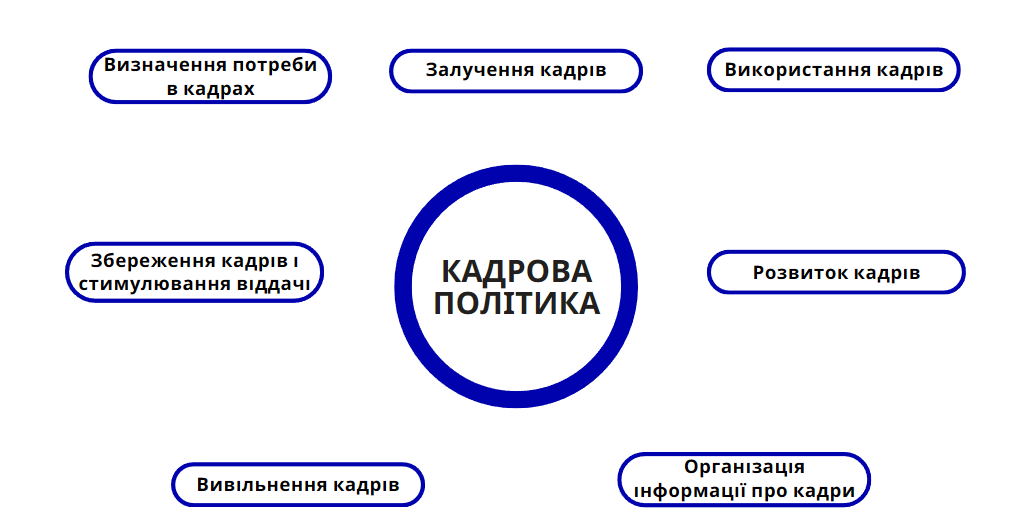 Визначення потреби
в кадрах
Залучення кадрів
Використання кадрів
Збереження кадрів і
стимулювання віддачі
КАДРОВА
ПОЛІТИКА
Розвиток кадрів
Вивільнення кадрів
Організація
інформації про кадри